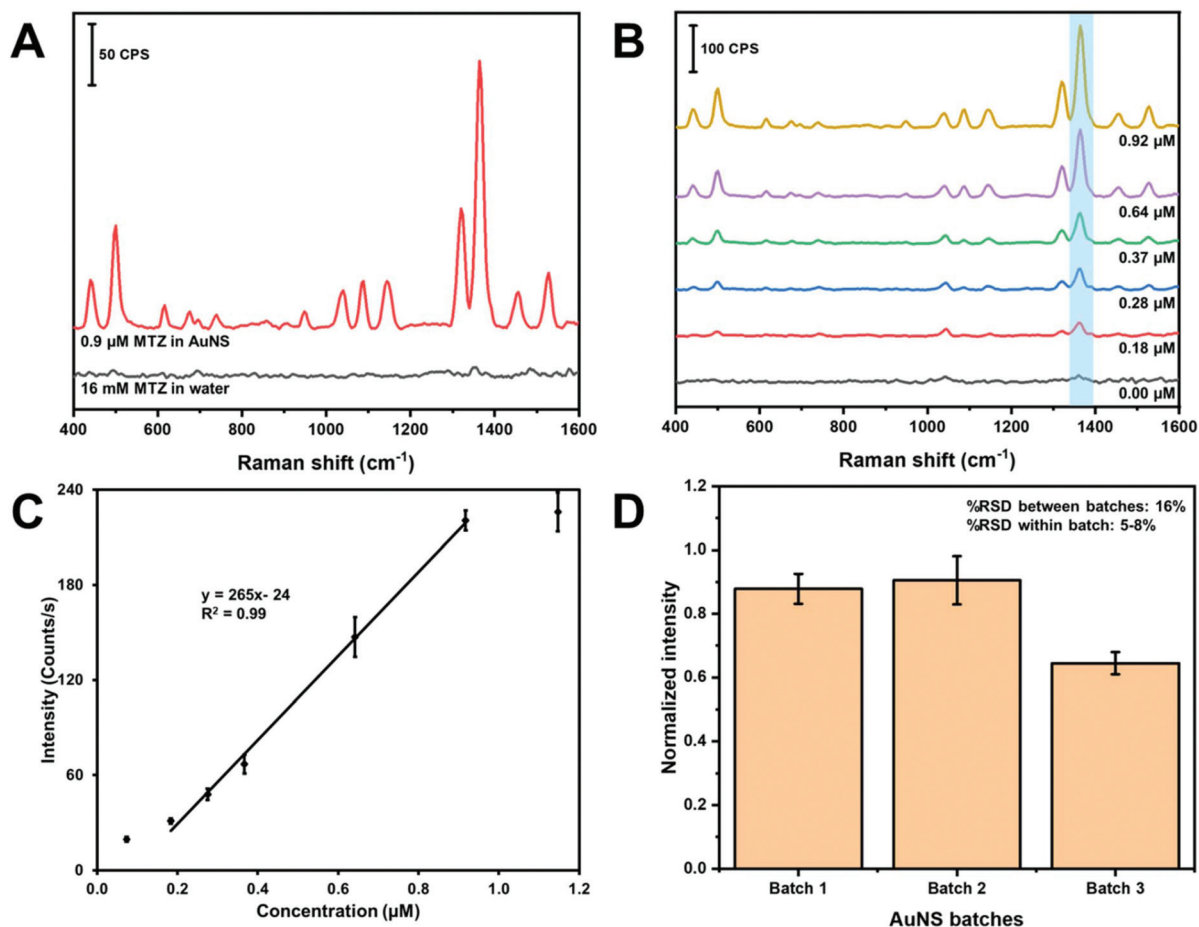 A
50 CPS
0.9 µM MTZ in AuNS
16 mM MTZ in water
400 600 800 1000 1200 1400 1600
Raman shift (cm⁻¹)
B
100 CPS
0.92 µM
0.64 µM
0.37 µM
0.28 µM
0.18 µM
0.00 µM
400 600 800 1000 1200 1400 1600
Raman shift (cm⁻¹)
C
Intensity (Counts/s)
240
180
120
60
0
y = 265x- 24
R² = 0.99
0.0 0.2 0.4 0.6 0.8 1.0 1.2
Concentration (µM)
D
Normalized intensity
1.2
1.0
0.8
0.6
0.4
0.2
0.0
%RSD between batches: 16%
%RSD within batch: 5-8%
Batch 1 Batch 2 Batch 3
AuNS batches